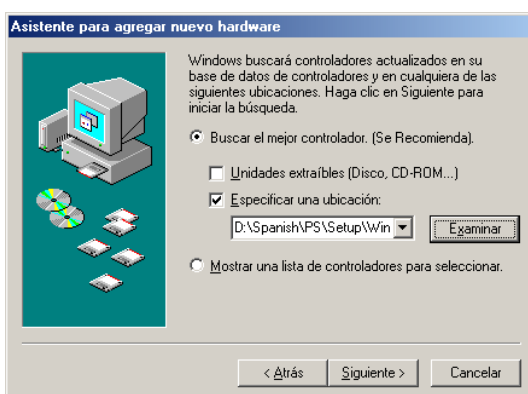 Asistente para agregar nuevo hardware
Windows buscará controladores actualizados en su
base de datos de controladores y en cualquiera de las
siguientes ubicaciones. Haga clic en Siguiente para
iniciar la búsqueda.
Buscar el mejor controlador. (Se Recomienda).
Unidades extraíbles (Disco, CD-ROM...)
Especificar una ubicación:
D:\Spanish\PS\Setup\Win
Examinar
Mostrar una lista de controladores para seleccionar.
< Atrás
Siguiente >
Cancelar